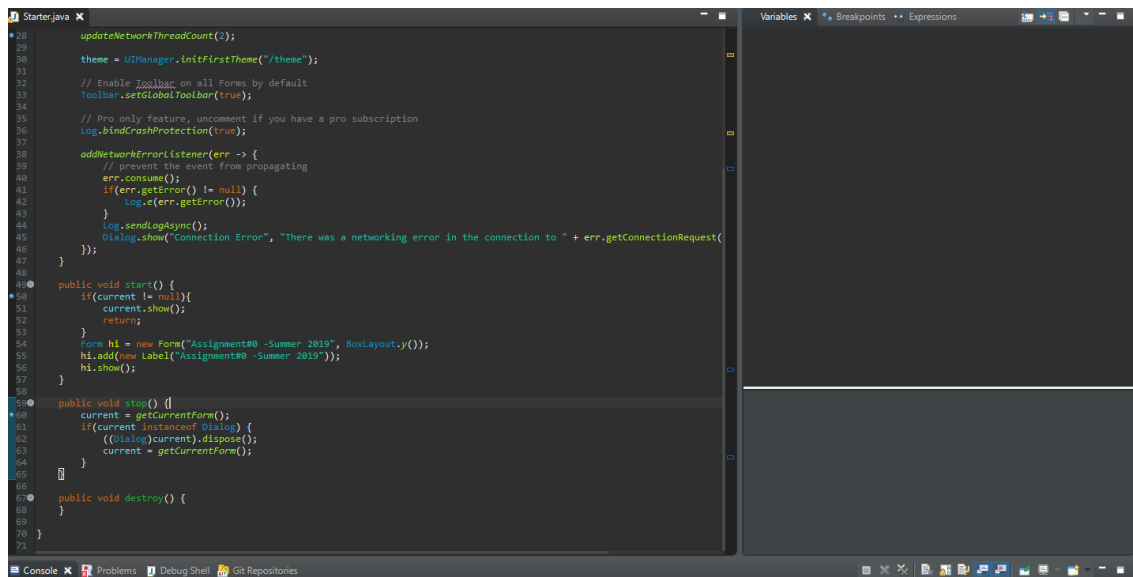 Starter.java
Variables Breakpoints Expressions
28 updateNetworkThreadCount(2);
29
30 theme = UIManager.initFirstTheme("/theme");
31
32 // Enable Toolbar on all Forms by default
33 Toolbar.setGlobalToolbar(true);
34
35 // Pro only feature, uncomment if you have a pro subscription
36 Log.bindCrashProtection(true);
37
38 addNetworkErrorListener(err -> {
39 // prevent the event from propagating
40 err.consume();
41 if(err.getError() != null) {
42 Log.e(err.getError());
43 }
44 Log.sendLogAsync();
45 Dialog.show("Connection Error", "There was a networking error in the connection to " + err.getConnectionRequest(
46 });
47 }
48
49 public void start() {
50 if(current != null){
51 current.show();
52 return;
53 }
54 Form hi = new Form("Assignment#0 -Summer 2019", BoxLayout.y());
55 hi.add(new Label("Assignment#0 -Summer 2019"));
56 hi.show();
57 }
58
59 public void stop() {
60 current = getCurrentForm();
61 if(current instanceof Dialog) {
62 ((Dialog)current).dispose();
63 current = getCurrentForm();
64 }
65 }
66
67 public void destroy() {
68 }
69
70 }
71
Console Problems Debug Shell Git Repositories